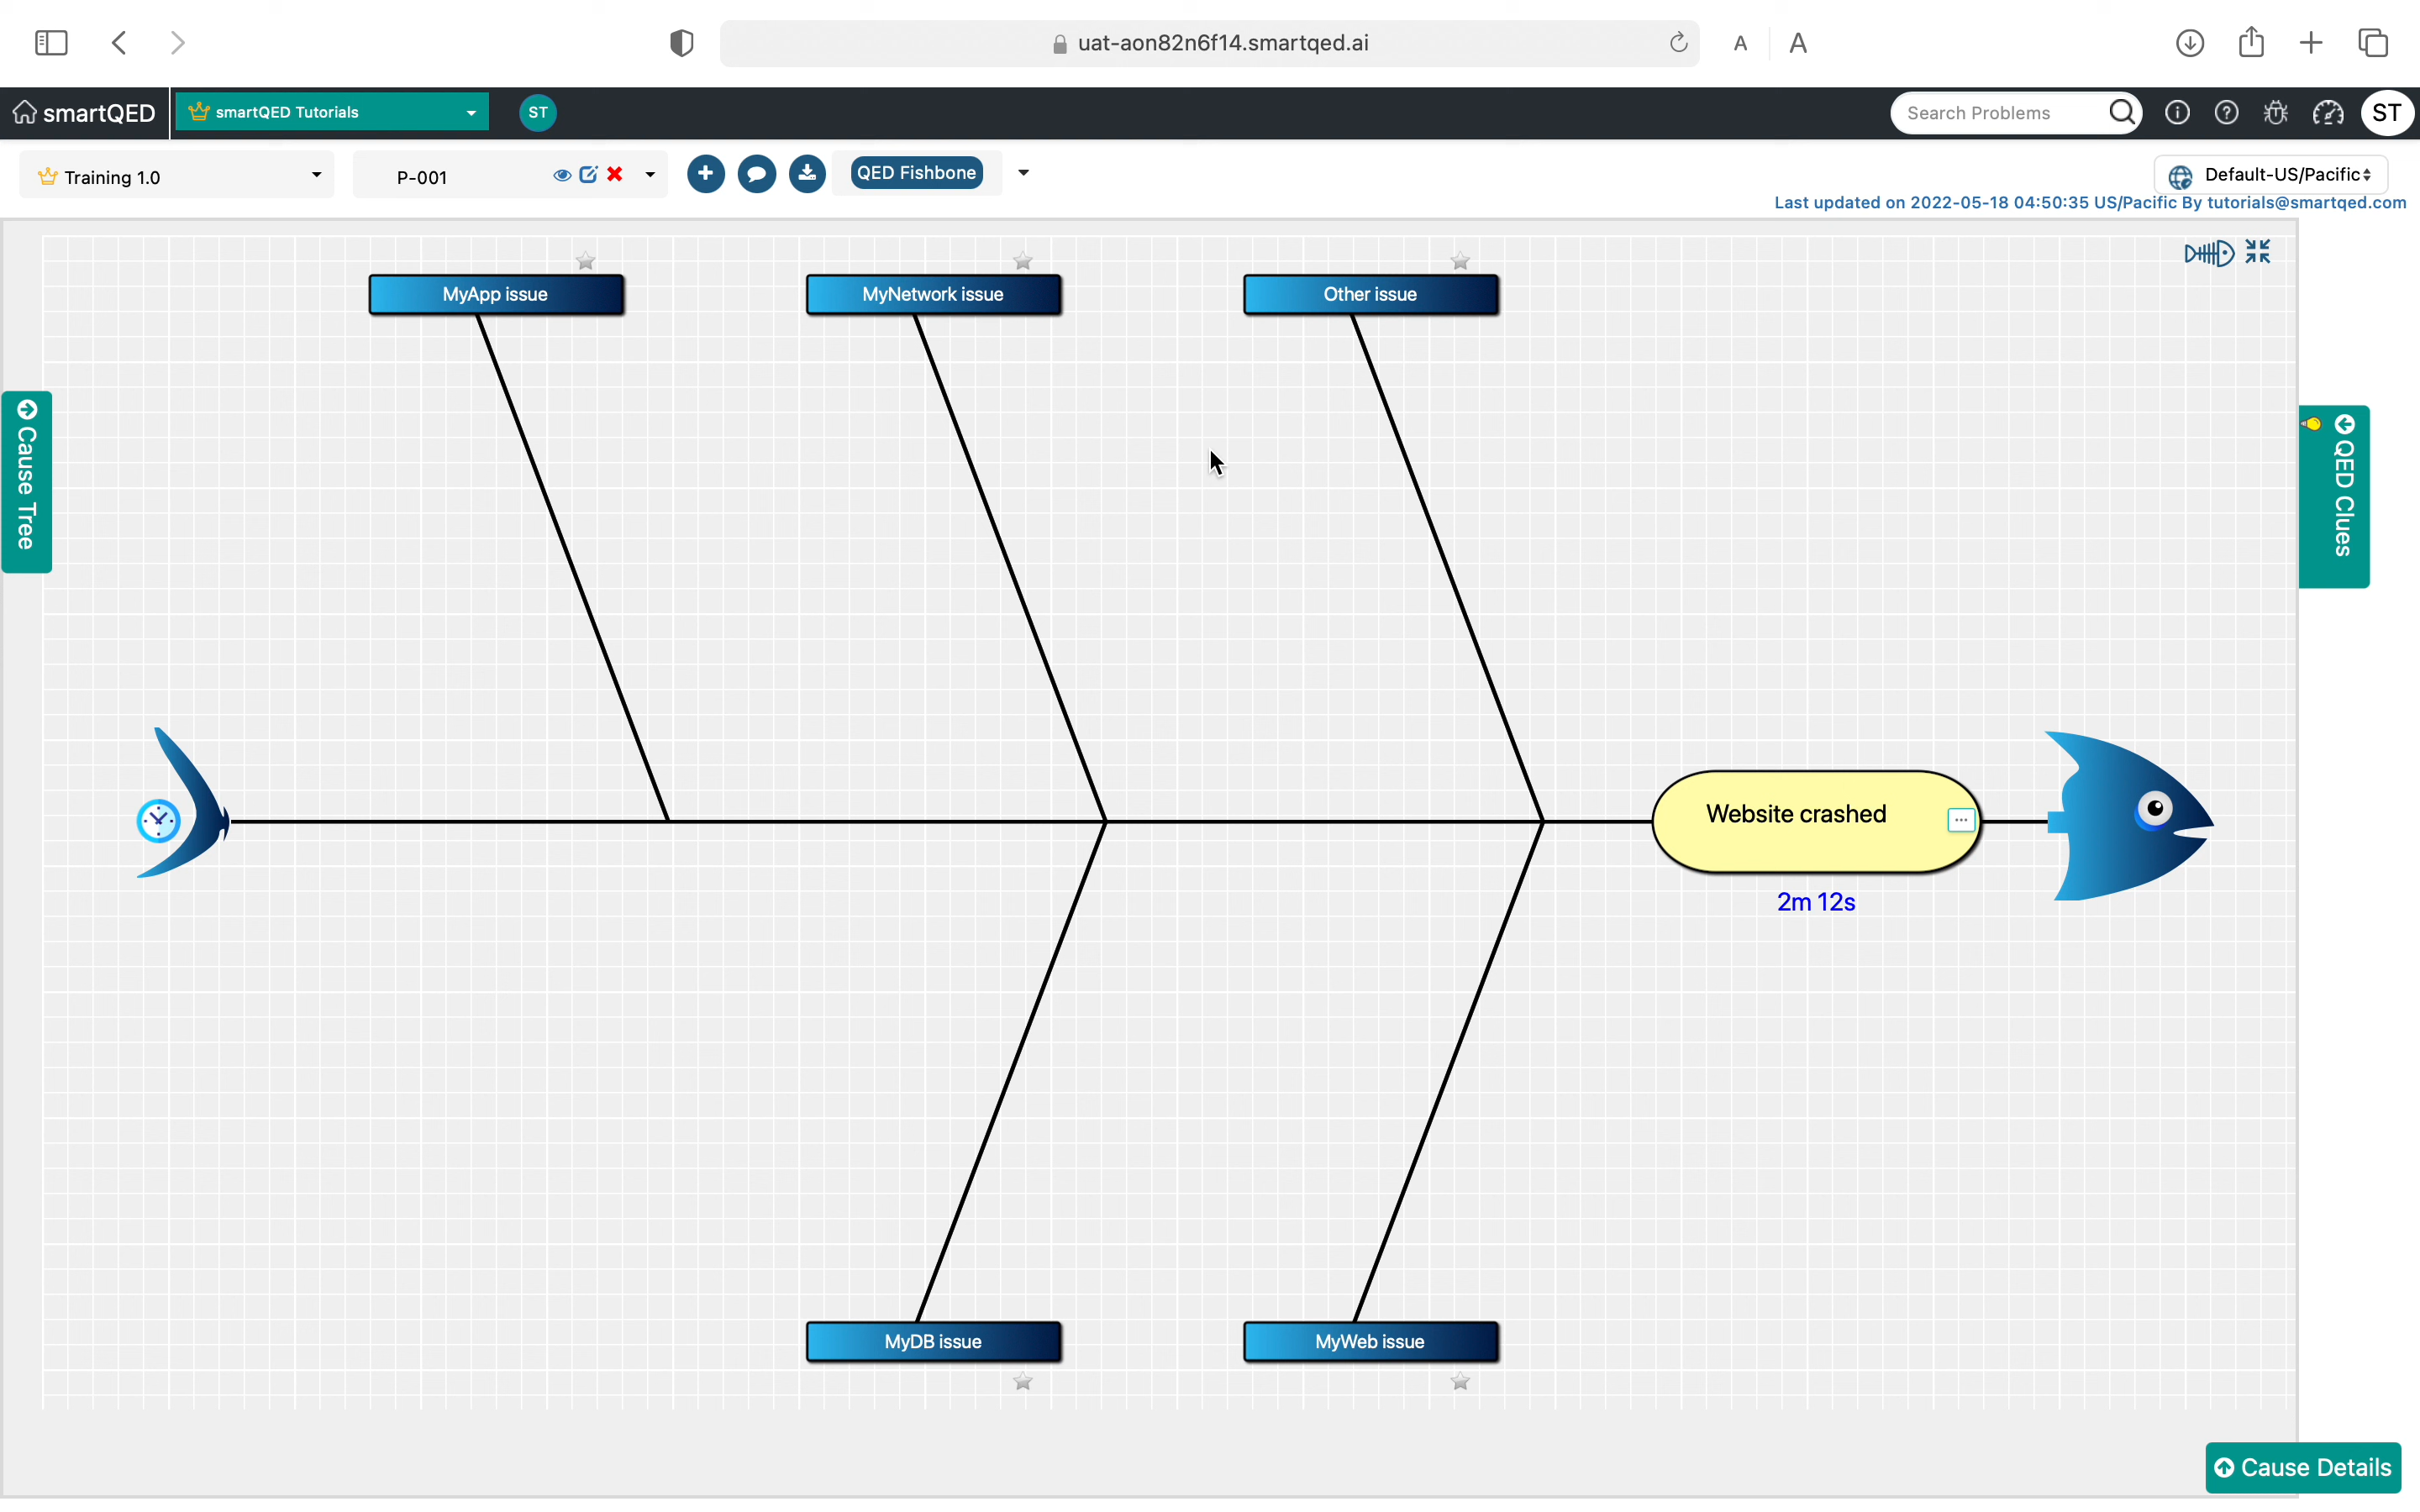 uat-aon82n6f14.smartqed.ai
A
A
smartQED
smartQED Tutorials
ST
Search Problems
ST
Training 1.0
P-001
QED Fishbone
Default-US/Pacific
Last updated on 2022-05-18 04:50:35 US/Pacific By tutorials@smartqed.com
MyApp issue
MyNetwork issue
Other issue
Cause Tree
QED Clues
Website crashed
2m 12s
MyDB issue
MyWeb issue
Cause Details